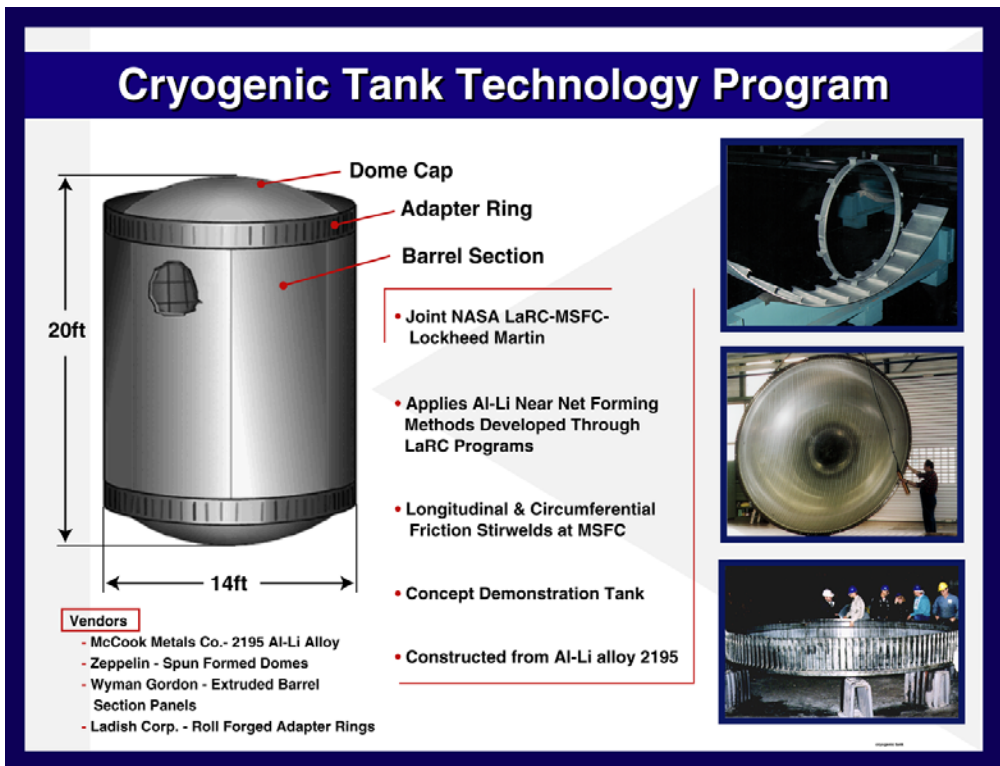 Cryogenic Tank Technology Program
Dome Cap
Adapter Ring
Barrel Section
20ft
14ft
• Joint NASA LaRC-MSFC-
Lockheed Martin
• Applies Al-Li Near Net Forming
Methods Developed Through
LaRC Programs
• Longitudinal & Circumferential
Friction Stirwelds at MSFC
• Concept Demonstration Tank
• Constructed from Al-Li alloy 2195
Vendors
- McCook Metals Co.- 2195 Al-Li Alloy
- Zeppelin - Spun Formed Domes
- Wyman Gordon - Extruded Barrel
Section Panels
- Ladish Corp. - Roll Forged Adapter Rings
cryogenic tank